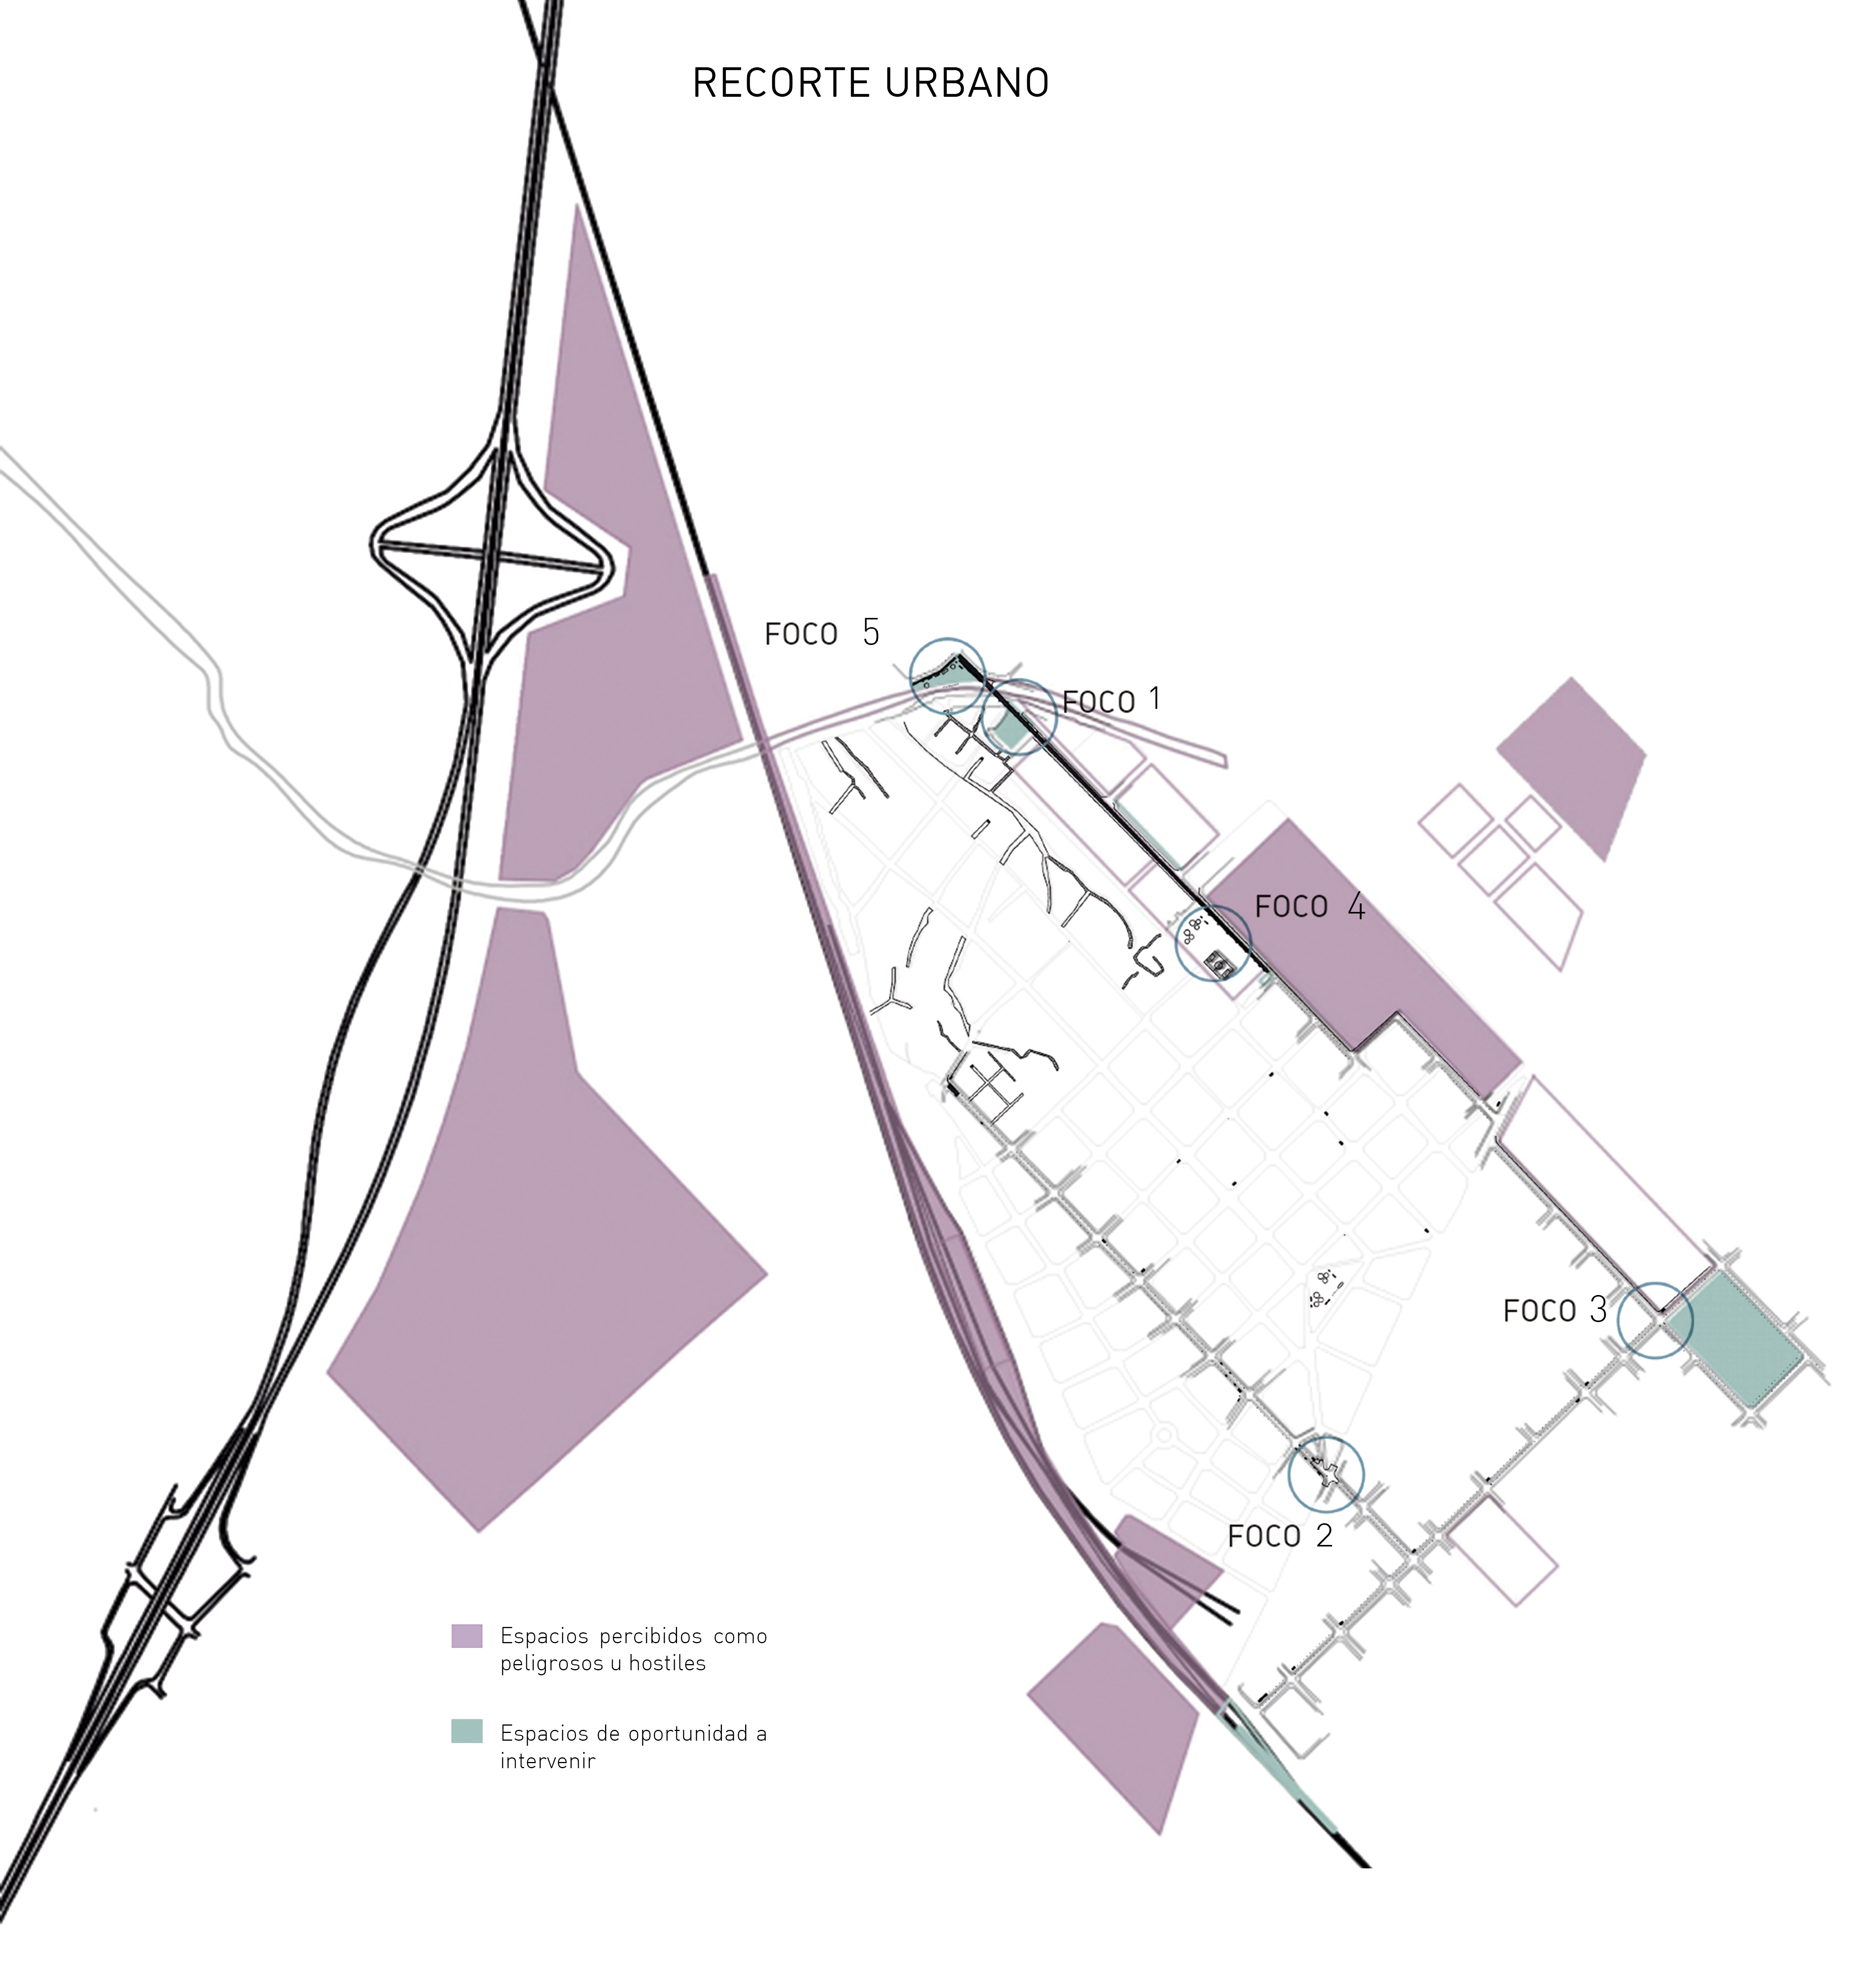 RECORTE URBANO
FOCO 5
FOCO 1
FOCO 4
FOCO 3
FOCO 2
Espacios percibidos como
peligrosos u hostiles
Espacios de oportunidad a
intervenir